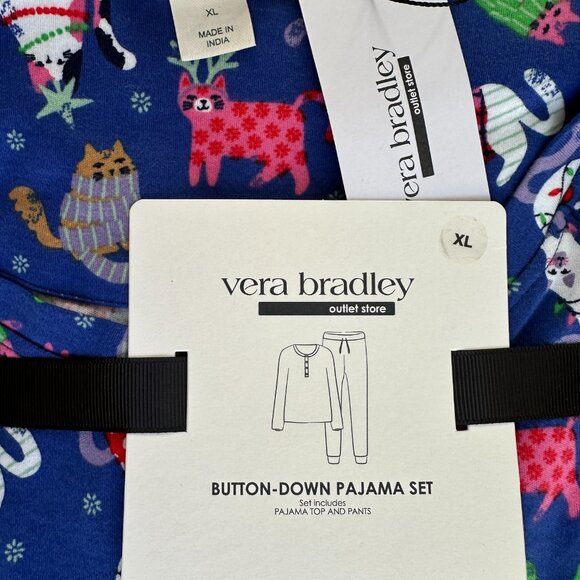 XL
MADE IN
INDIA
vera bradley
outlet store
XL
vera bradley
outlet store
BUTTON-DOWN PAJAMA SET
Set includes
PAJAMA TOP AND PANTS